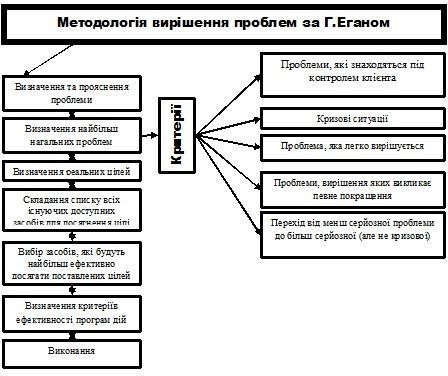 Методологія вирішення проблем за Г.Еганом
Визначення та прояснення
проблеми
Визначення найбільш
нагальних проблем
Визначення реальних цілей
Складання списку всіх
існуючих доступних
засобів для досягнення цілі
Вибір засобів, які будуть
найбільш ефективно
досягати поставлених цілей
Визначення критеріїв
ефективності програм дій
Виконання
Критерії
Проблеми, які знаходяться під
контролем клієнта
Кризові ситуації
Проблема, яка легко вирішується
Проблеми, вирішення яких викликає
певне покращення
Перехід від менш серйозної проблеми
до більш серйозної (але не кризової)